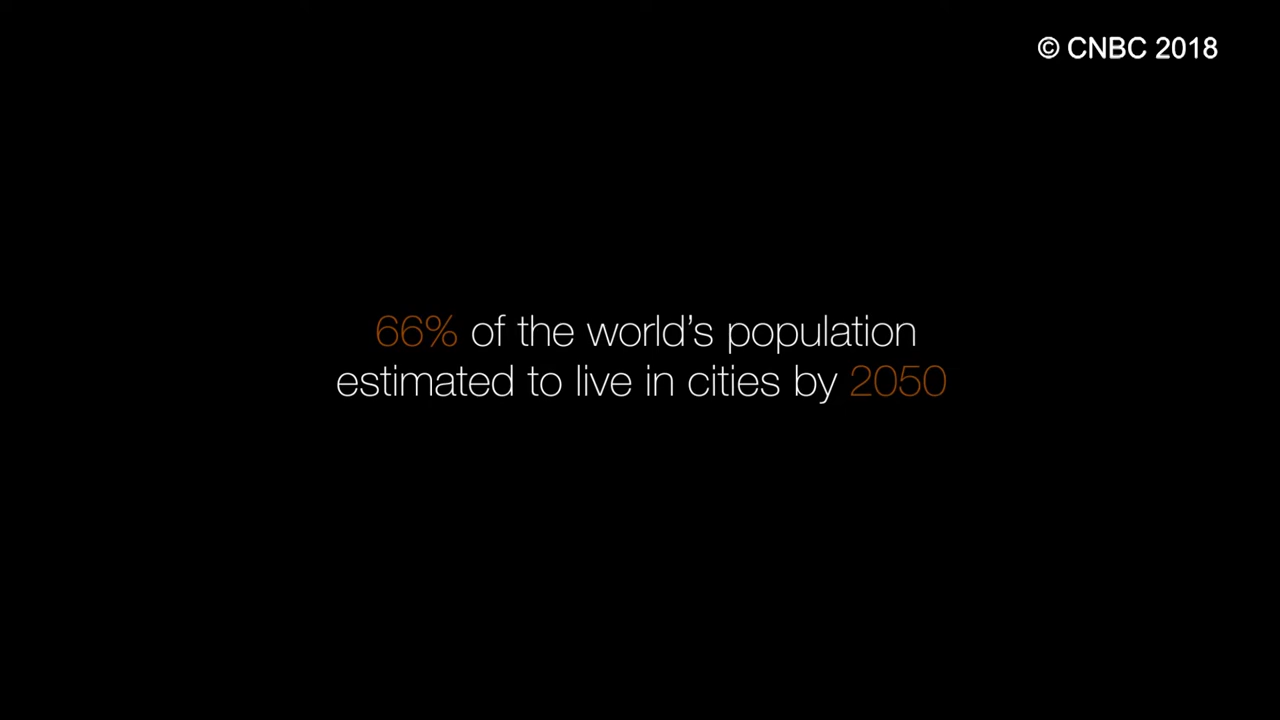 © CNBC 2018
66% of the world’s population
estimated to live in cities by 2050